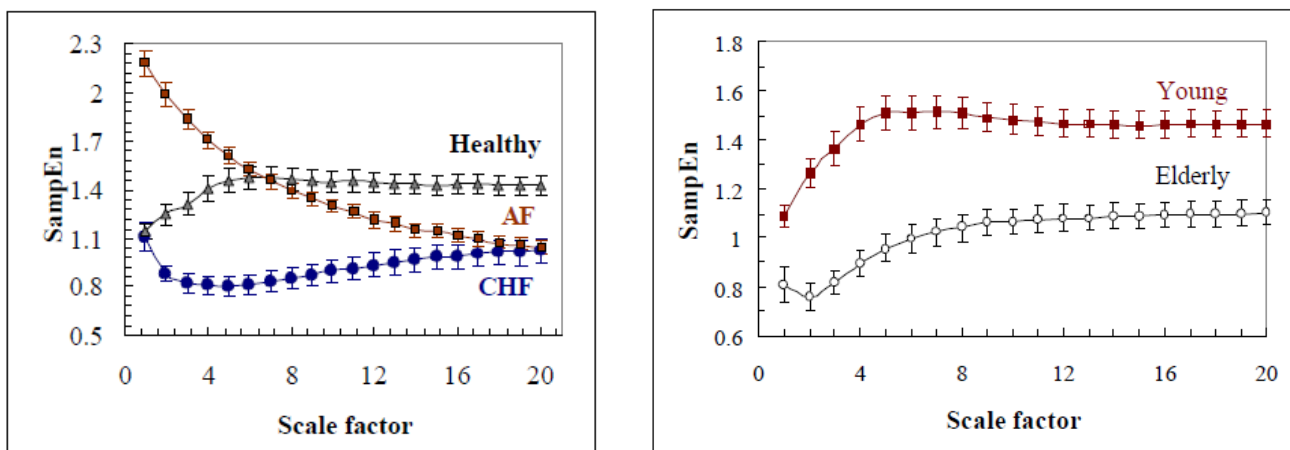 2.3
2
1.7
1.4
1.1
0.8
0.5
SampEn
Healthy
AF
CHF
0 4 8 12 16 20
Scale factor
1.8
1.6
1.4
1.2
1
0.8
0.6
SampEn
Young
Elderly
0 4 8 12 16 20
Scale factor